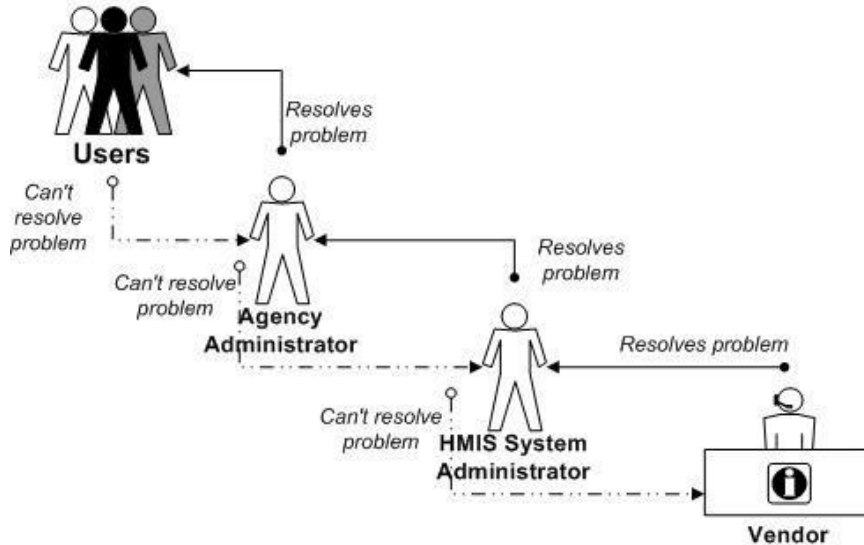 Resolves
problem
Users
Can't
resolve
problem
Resolves
problem
Can't resolve
problem
Agency
Administrator
Resolves problem
Can't resolve
problem
HMIS System
Administrator
i
Vendor